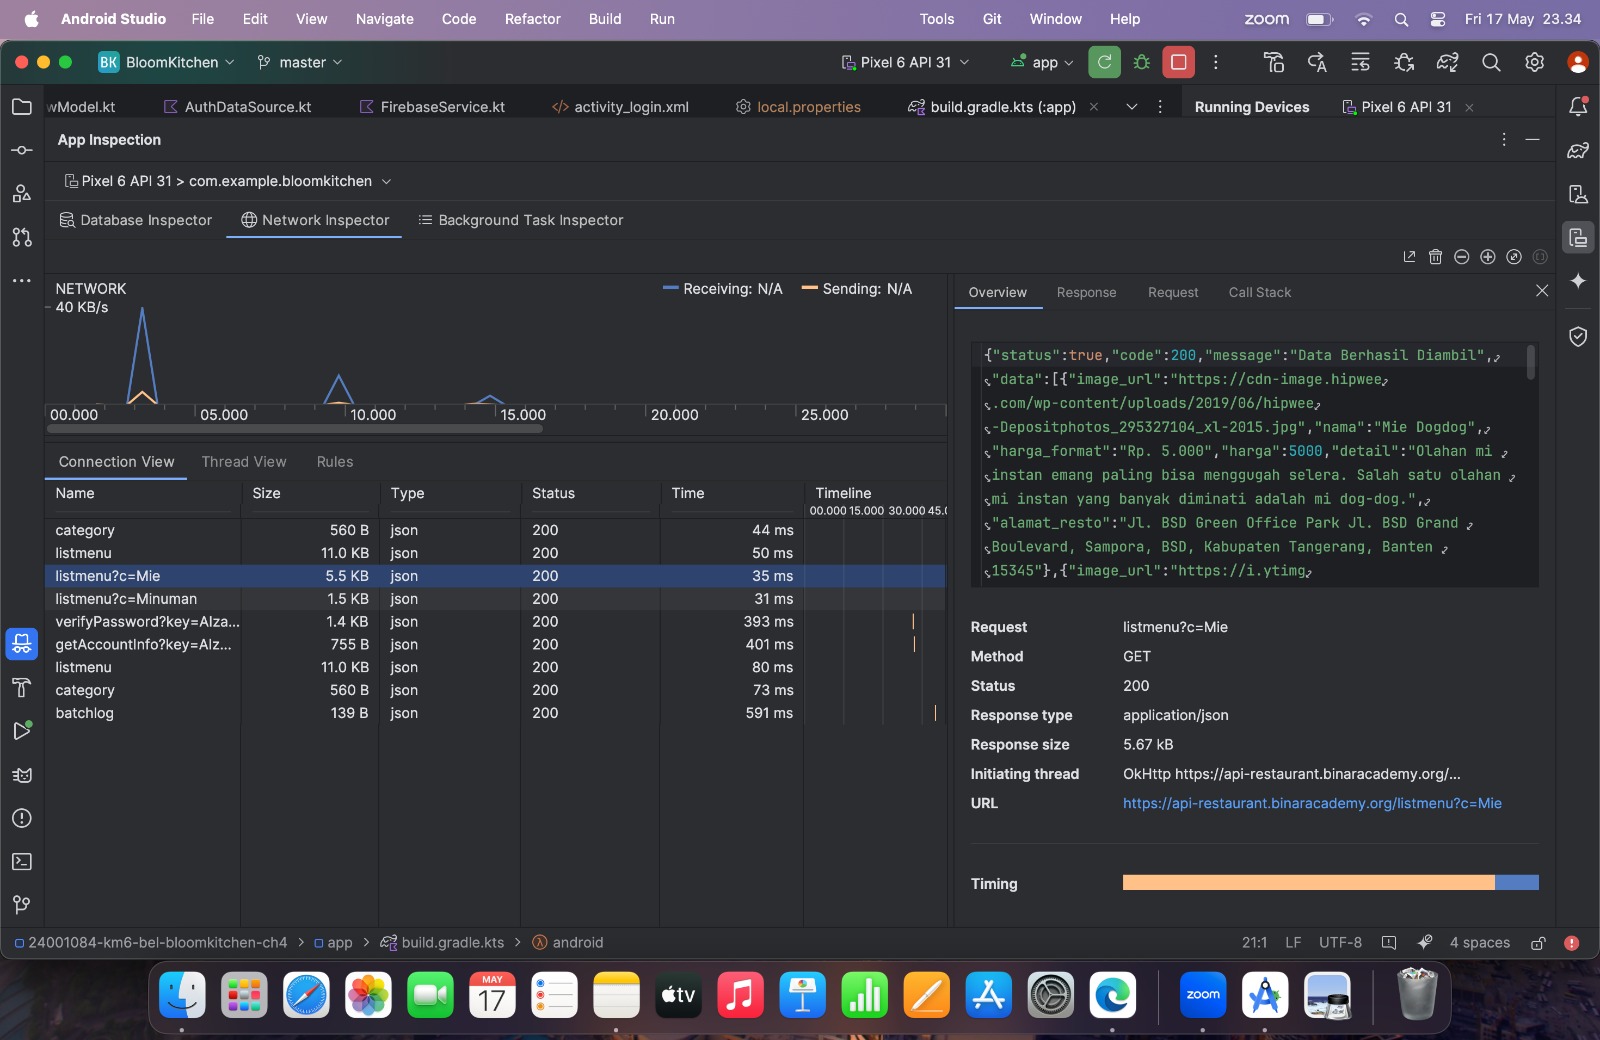 Android Studio File Edit View Navigate Code Refactor Build Run Tools Git Window Help zoom Fri 17 May 23.34
BK BloomKitchen master Pixel 6 API 31 app
wModel.kt AuthDataSource.kt FirebaseService.kt activity_login.xml local.properties build.gradle.kts (:app) Running Devices Pixel 6 API 31
App Inspection
Pixel 6 API 31 > com.example.bloomkitchen
Database Inspector Network Inspector Background Task Inspector
NETWORK Receiving: N/A Sending: N/A
40 KB/s
00.000 05.000 10.000 15.000 20.000 25.000
Connection View Thread View Rules
Name Size Type Status Time Timeline
00.000 15.000 30.000 45.
category 560 B json 200 44 ms
listmenu 11.0 KB json 200 50 ms
listmenu?c=Mie 5.5 KB json 200 35 ms
listmenu?c=Minuman 1.5 KB json 200 31 ms
verifyPassword?key=AIza... 1.4 KB json 200 393 ms
getAccountInfo?key=AIz... 755 B json 200 401 ms
listmenu 11.0 KB json 200 80 ms
category 560 B json 200 73 ms
batchlog 139 B json 200 591 ms
Overview Response Request Call Stack
{"status":true,"code":200,"message":"Data Berhasil Diambil",
"data":[{"image_url":"https://cdn-image.hipwee
.com/wp-content/uploads/2019/06/hipwee
-Depositphotos_295327104_xl-2015.jpg","nama":"Mie Dogdog",
"harga_format":"Rp. 5.000","harga":5000,"detail":"Olahan mi
instan emang paling bisa menggugah selera. Salah satu olahan
mi instan yang banyak diminati adalah mi dog-dog.",
"alamat_resto":"Jl. BSD Green Office Park Jl. BSD Grand
Boulevard, Sampora, BSD, Kabupaten Tangerang, Banten
15345"},{"image_url":"https://i.ytimg
Request listmenu?c=Mie
Method GET
Status 200
Response type application/json
Response size 5.67 kB
Initiating thread OkHttp https://api-restaurant.binaracademy.org/...
URL https://api-restaurant.binaracademy.org/listmenu?c=Mie
Timing
24001084-km6-bel-bloomkitchen-ch4 > app > build.gradle.kts > android 21:1 LF UTF-8 4 spaces
MAY
17
tv
zoom